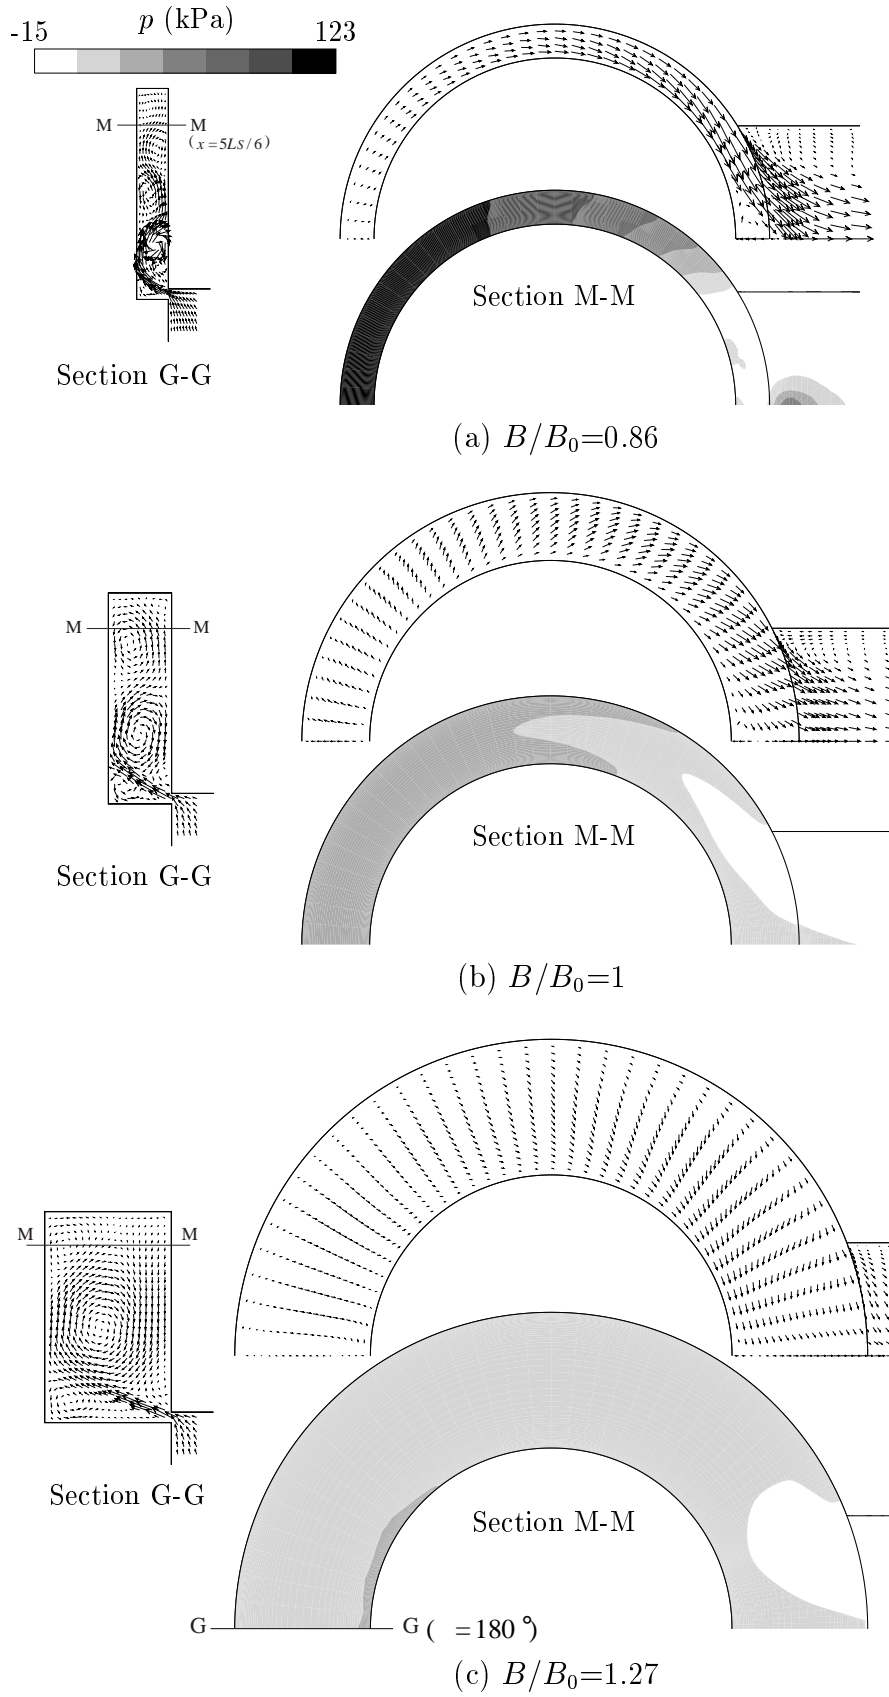 p (kPa)
-15 123
M M
(x=5Ls/6)
Section G-G
Section M-M
(a) B/B₀=0.86
M M
Section G-G
Section M-M
(b) B/B₀=1
M M
Section G-G
Section M-M
G G ( =180°)
(c) B/B₀=1.27